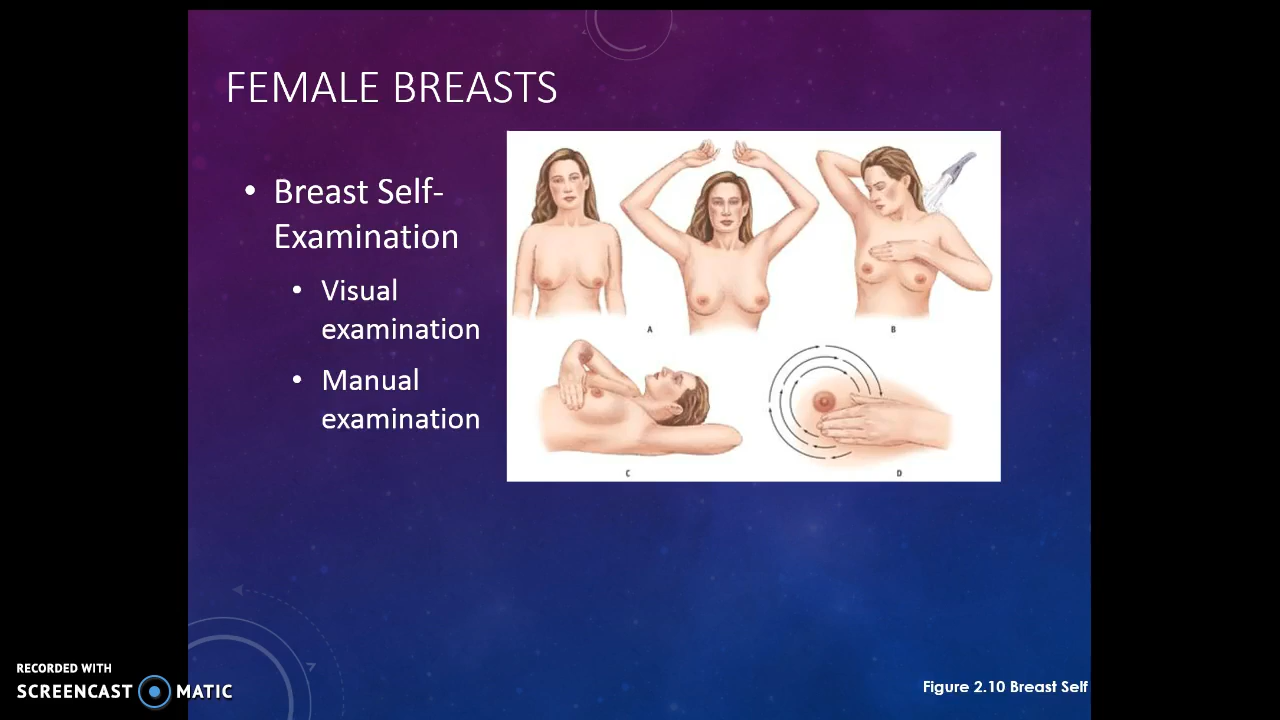 FEMALE BREASTS
• Breast Self-
Examination
• Visual
examination
• Manual
examination
A
B
C
D
RECORDED WITH
SCREENCAST MATIC
Figure 2.10 Breast Self